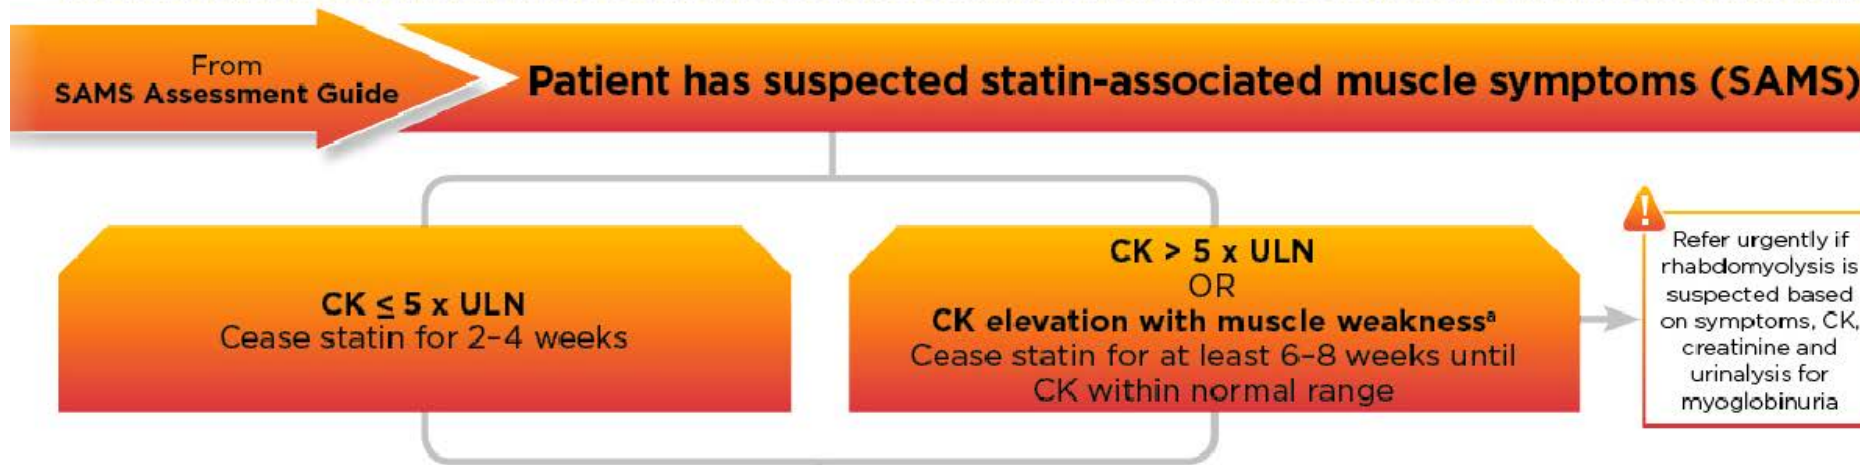 From
SAMS Assessment Guide
Patient has suspected statin-associated muscle symptoms (SAMS)
CK ≤ 5 x ULN
Cease statin for 2–4 weeks
CK > 5 x ULN
OR
CK elevation with muscle weaknessᵃ
Cease statin for at least 6–8 weeks until
CK within normal range
!
Refer urgently if
rhabdomyolysis is
suspected based
on symptoms, CK,
creatinine and
urinalysis for
myoglobinuria